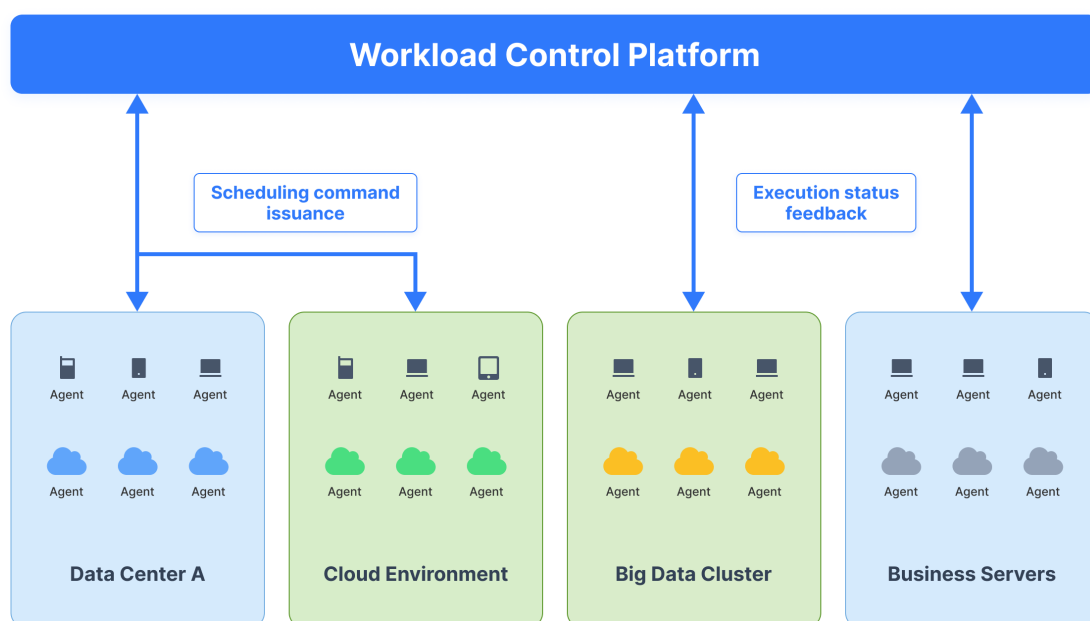 Workload Control Platform
Scheduling command
issuance
Execution status
feedback
Agent Agent Agent
Agent Agent Agent
Data Center A
Agent Agent Agent
Agent Agent Agent
Cloud Environment
Agent Agent Agent
Agent Agent Agent
Big Data Cluster
Agent Agent Agent
Agent Agent Agent
Business Servers